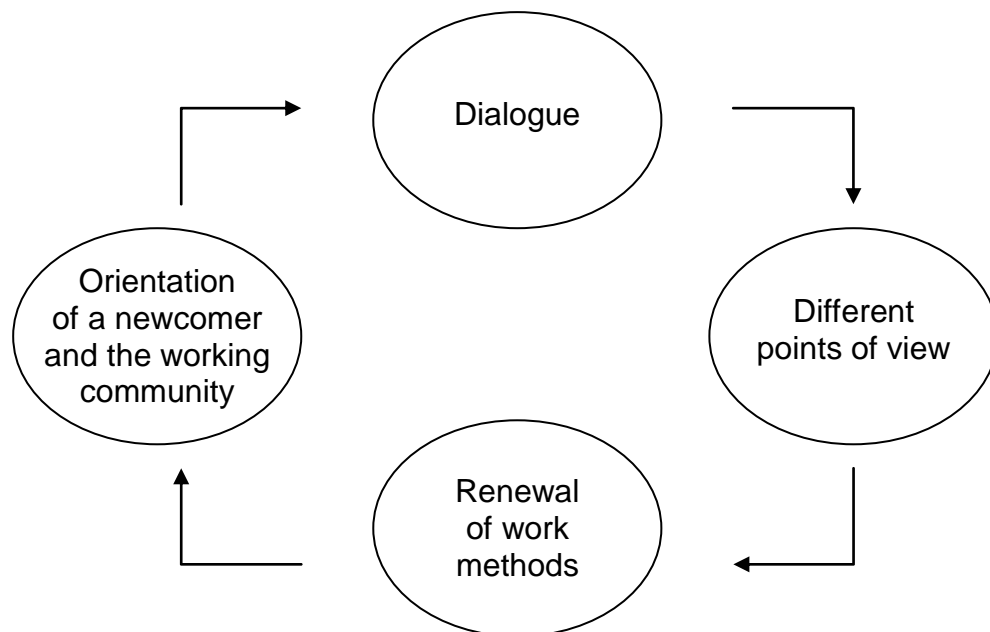 Dialogue
Orientation
of a newcomer
and the working
community
Different
points of view
Renewal
of work
methods